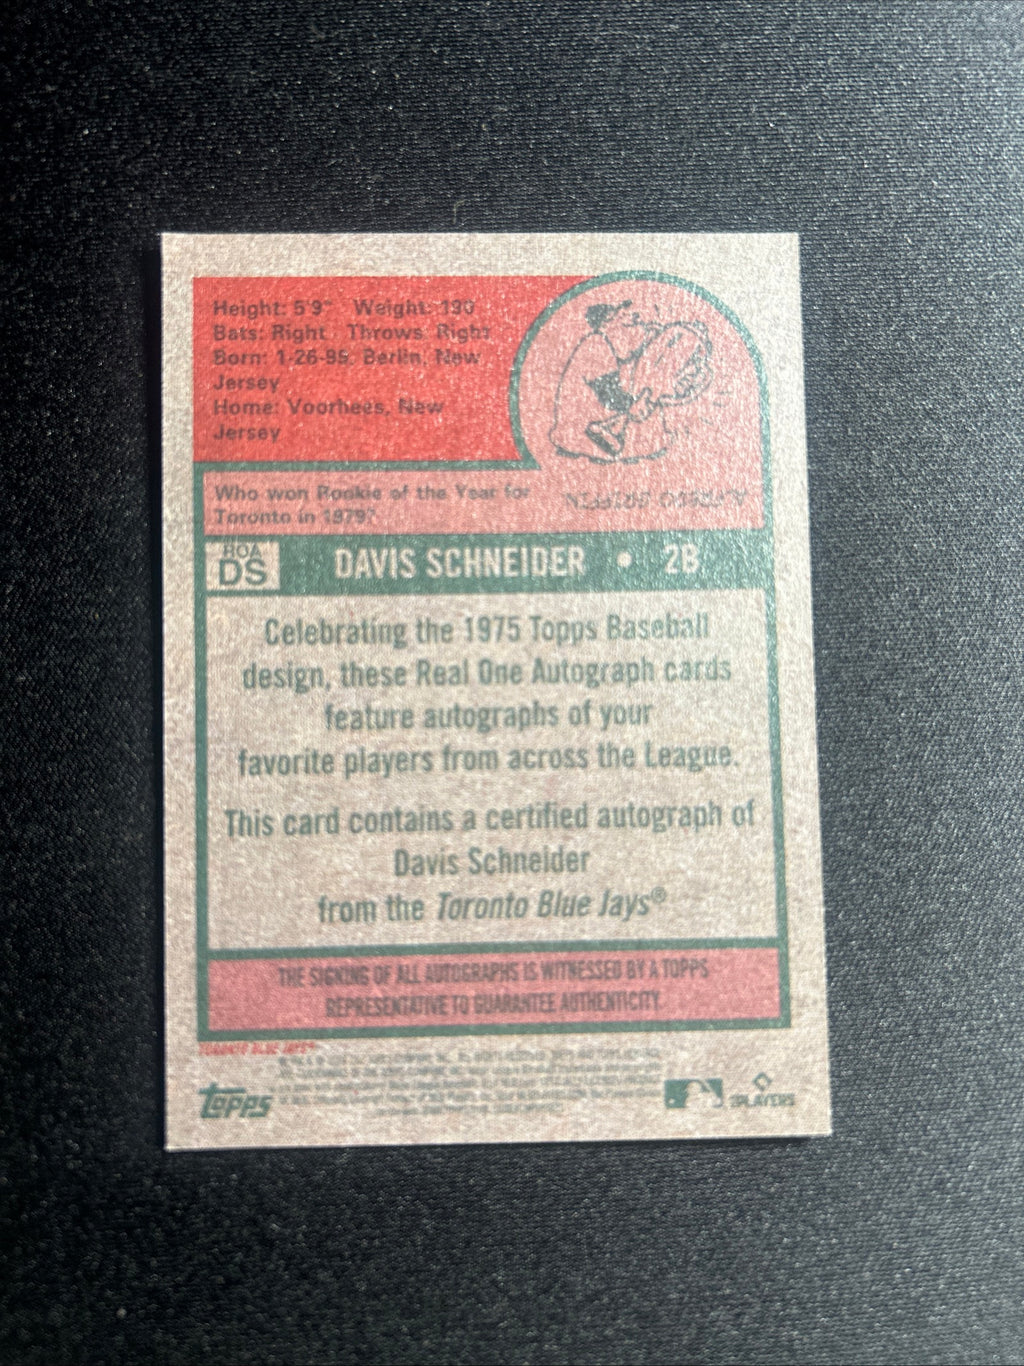 Height: 5'9" Weight: 190
Bats: Right Throws: Right
Born: 1-26-99, Berlin, New
Jersey
Home: Voorhees, New
Jersey
Who won Rookie of the Year for
Toronto in 1979?
ROA
DS
DAVIS SCHNEIDER • 2B
Celebrating the 1975 Topps Baseball
design, these Real One Autograph cards
feature autographs of your
favorite players from across the League.
This card contains a certified autograph of
Davis Schneider
from the Toronto Blue Jays®
THE SIGNING OF ALL AUTOGRAPHS IS WITNESSED BY A TOPPS
REPRESENTATIVE TO GUARANTEE AUTHENTICITY.
TORONTO BLUE JAYS™
topps
PLAYERS